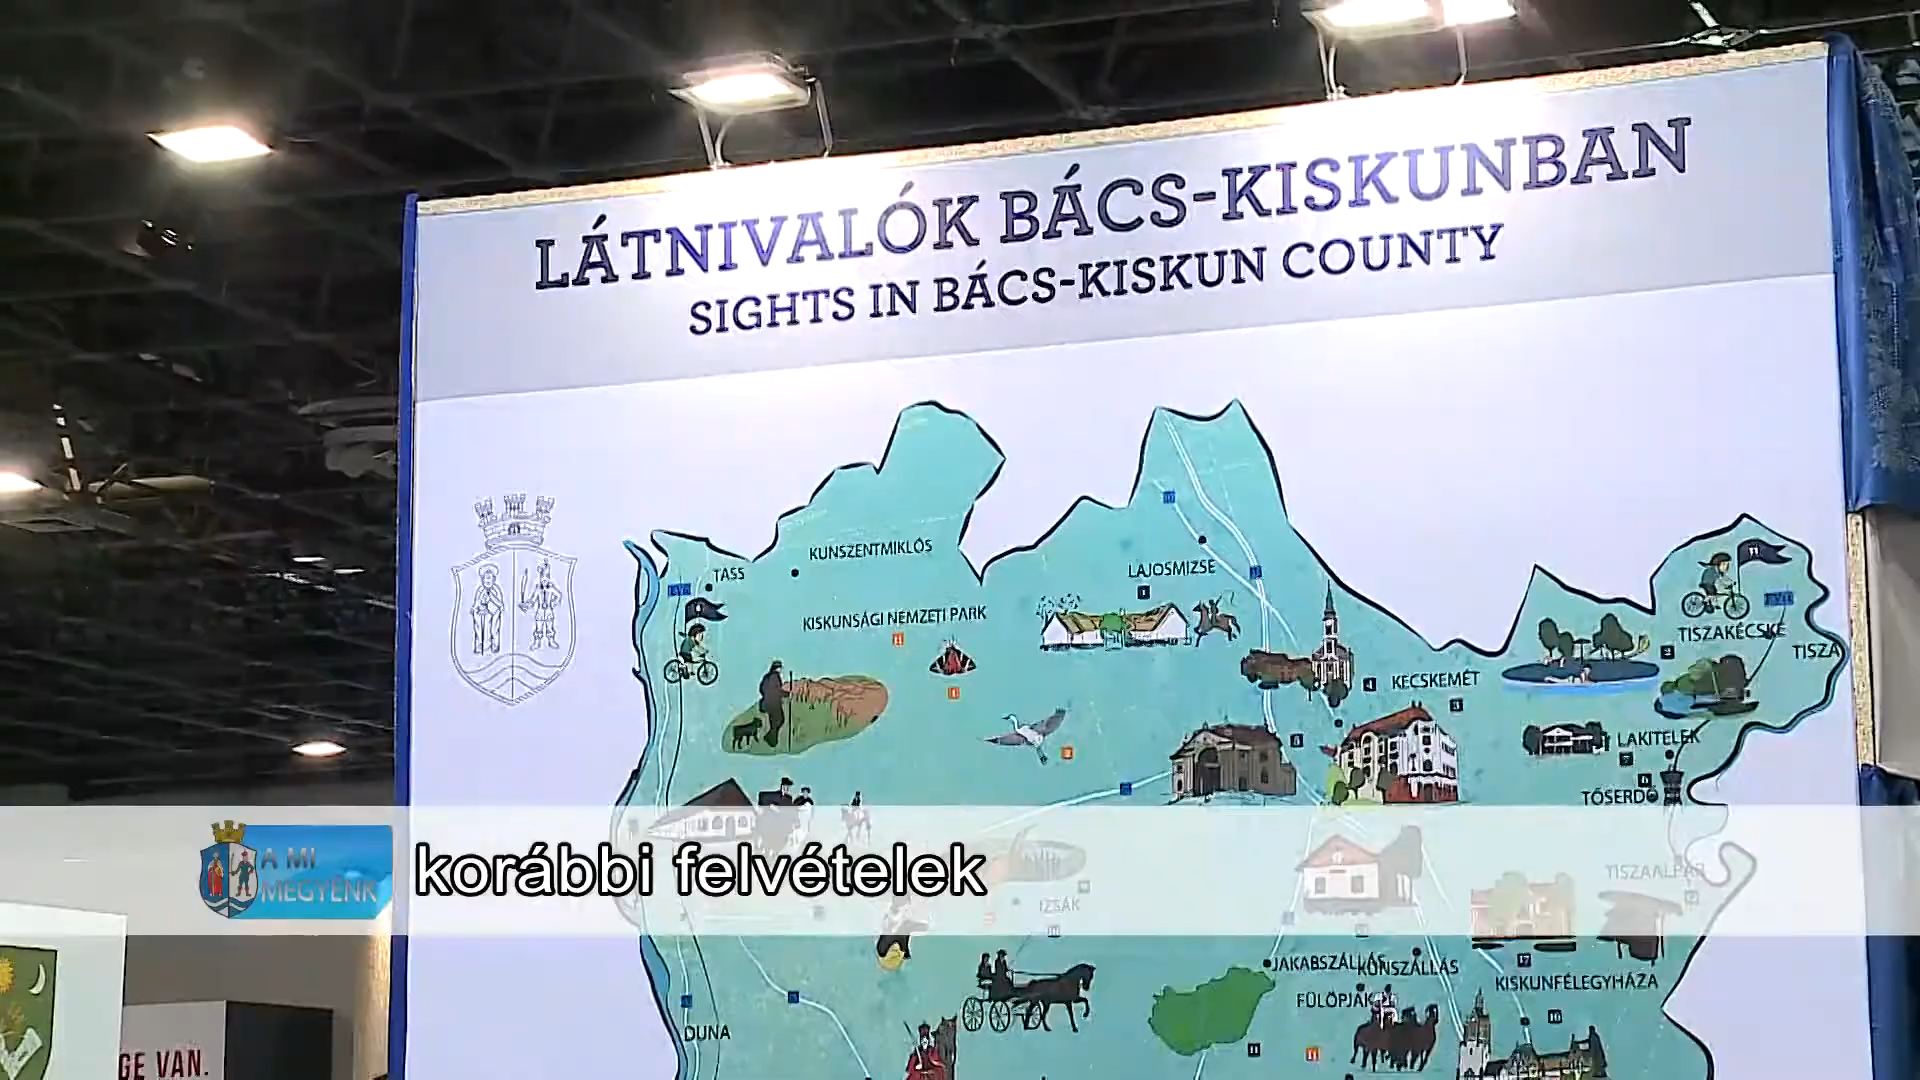 LÁTNIVALÓK BÁCS-KISKUNBAN
SIGHTS IN BÁCS-KISKUN COUNTY
KUNSZENTMIKLÓS
TASS
LAJOSMIZSE
KISKUNSÁGI NEMZETI PARK
TISZAKÉCSKE
TISZA
KECSKEMÉT
LAKITELEK
TŐSERDŐ
A MI
MEGYÉNK
korábbi felvételek
TISZAALPÁR
IZSÁK
JAKABSZÁLLÁS
KUNSZÁLLÁS
KISKUNFÉLEGYHÁZA
FÜLÖPJAK
DUNA
GE VAN.